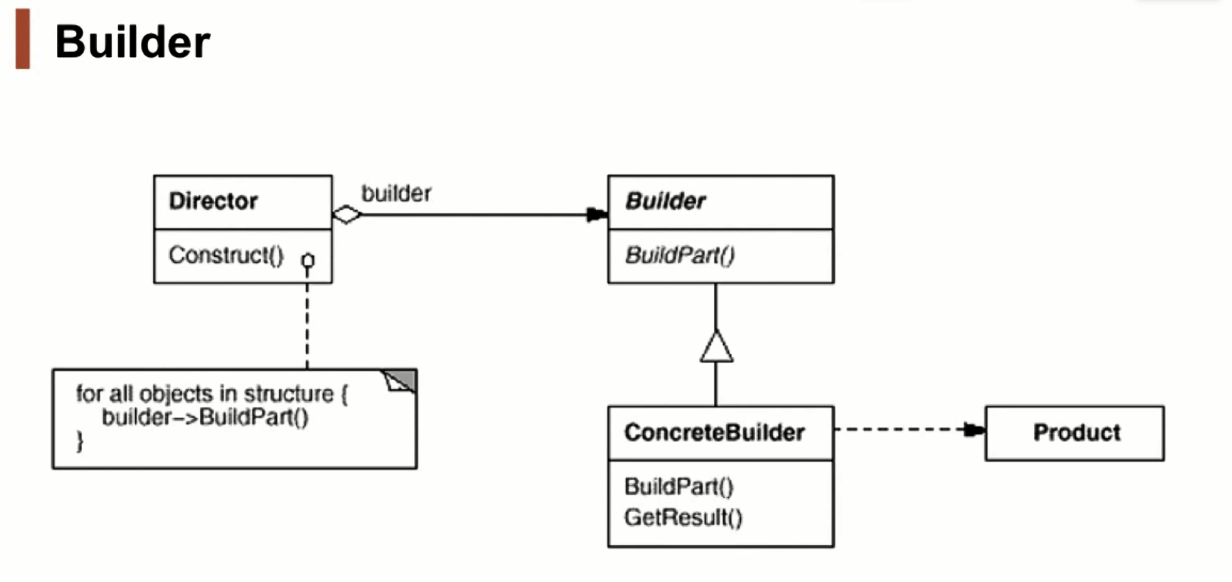 Builder
Director
builder
Builder
Construct()
BuildPart()
for all objects in structure {
builder->BuildPart()
}
ConcreteBuilder
Product
BuildPart()
GetResult()